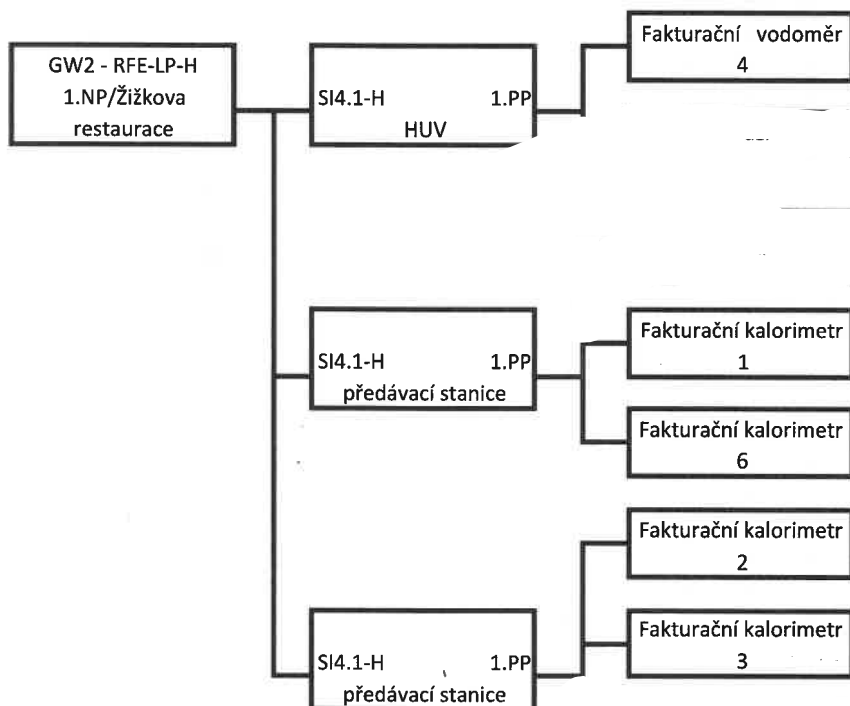 GW2 - RFE-LP-H
1.NP/Žižkova
restaurace
SI4.1-H 1.PP
HUV
Fakturační vodoměr
4
SI4.1-H 1.PP
předávací stanice
Fakturační kalorimetr
1
Fakturační kalorimetr
6
SI4.1-H 1.PP
předávací stanice
Fakturační kalorimetr
2
Fakturační kalorimetr
3